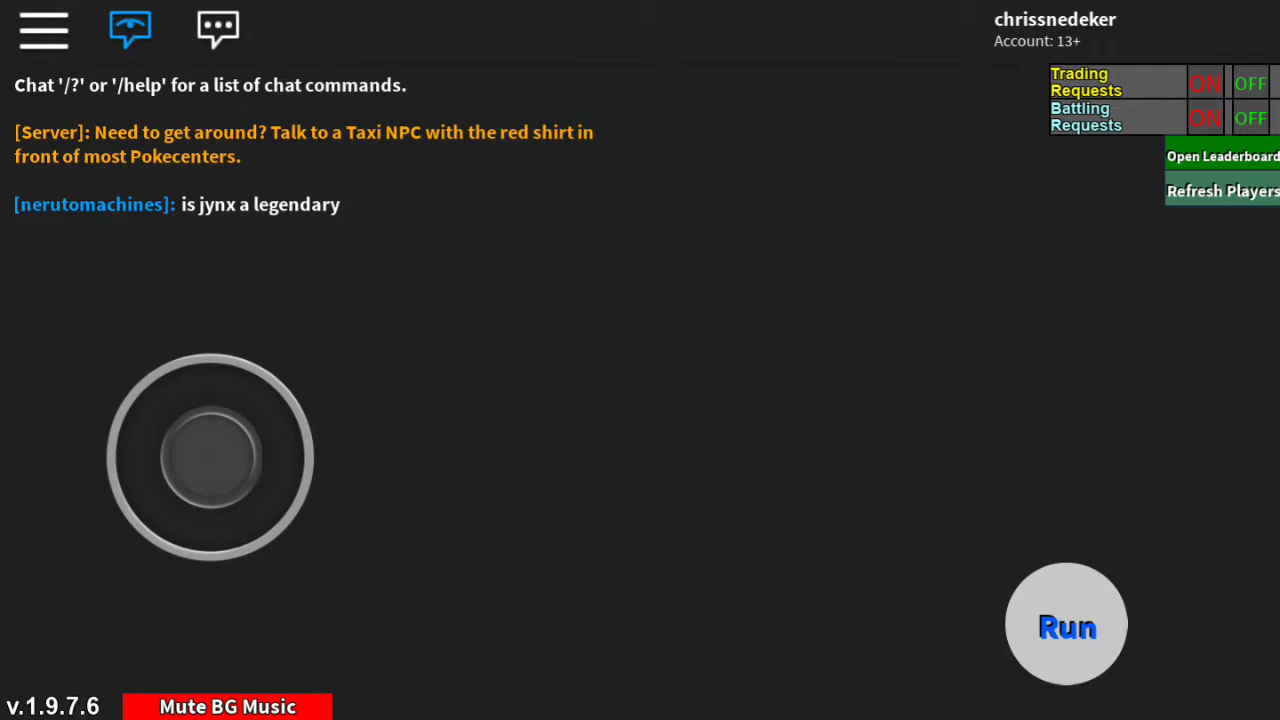 chrissnedeker
Account: 13+
Chat '/?' or '/help' for a list of chat commands.
[Server]: Need to get around? Talk to a Taxi NPC with the red shirt in
front of most Pokecenters.
[nerutomachines]: is jynx a legendary
Trading
Requests ON OFF
Battling
Requests ON OFF
Open Leaderboard
Refresh Players
Run
v.1.9.7.6
Mute BG Music